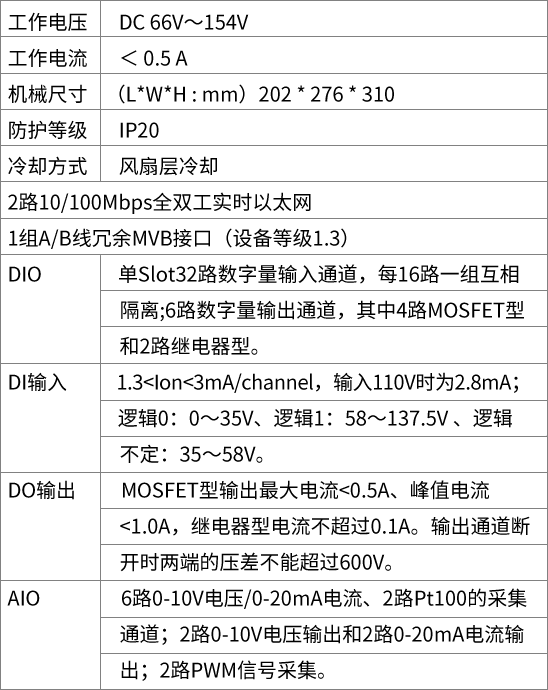 工作电压 DC 66V～154V
工作电流 ＜ 0.5 A
机械尺寸 （L*W*H : mm）202 * 276 * 310
防护等级 IP20
冷却方式 风扇层冷却
2路10/100Mbps全双工实时以太网
1组A/B线冗余MVB接口（设备等级1.3）
DIO 单Slot32路数字量输入通道，每16路一组互相
隔离;6路数字量输出通道，其中4路MOSFET型
和2路继电器型。
DI输入 1.3<Ion<3mA/channel，输入110V时为2.8mA；
逻辑0：0～35V、逻辑1：58～137.5V 、逻辑
不定：35～58V。
DO输出 MOSFET型输出最大电流<0.5A、峰值电流
<1.0A，继电器型电流不超过0.1A。输出通道断
开时两端的压差不能超过600V。
AIO 6路0-10V电压/0-20mA电流、2路Pt100的采集
通道；2路0-10V电压输出和2路0-20mA电流输
出；2路PWM信号采集。